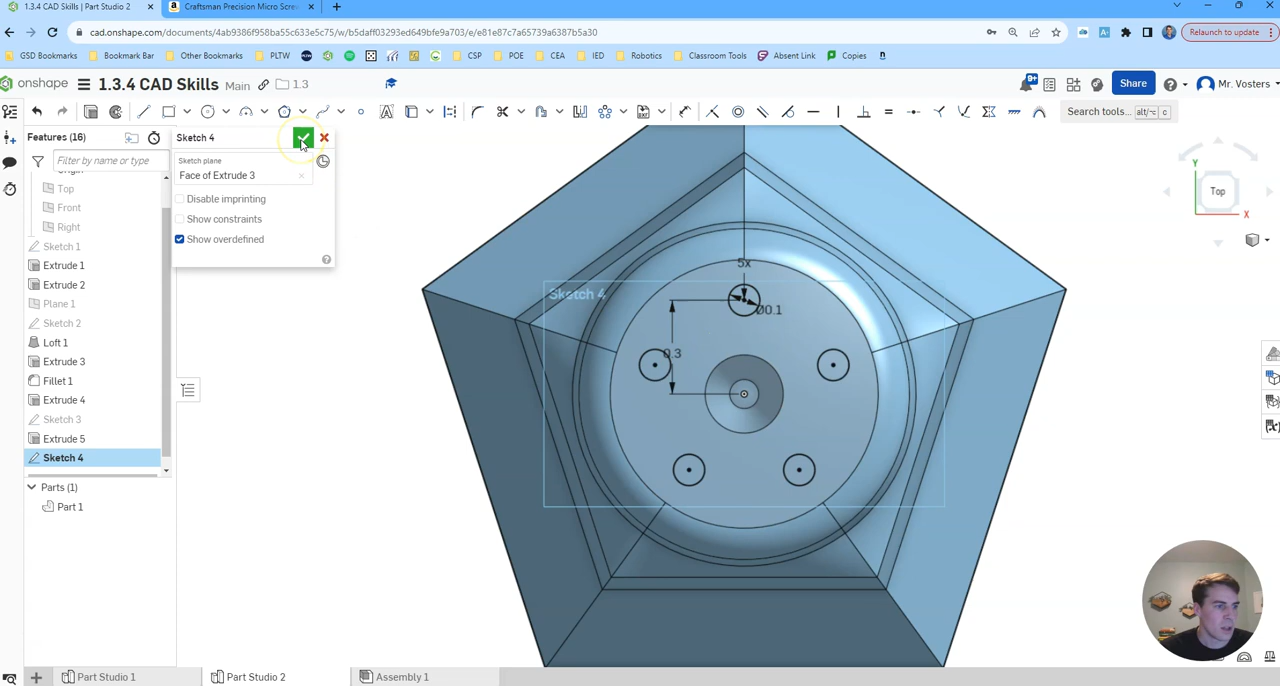 1.3.4 CAD Skills | Part Studio 2
Craftsman Precision Micro Scre
cad.onshape.com/documents/4ab9386f958ba55c633e5c75/w/b5daff03293ed649bfe9a703/e/e81e87c7a65739a6387b5a30
Relaunch to update
GSD Bookmarks
Bookmark Bar
Other Bookmarks
PLTW
CSP
POE
CEA
IED
Robotics
Classroom Tools
Absent Link
Copies
onshape
1.3.4 CAD Skills
Main
1.3
9+
Share
Mr. Vosters
Search tools...
alt/⌥
c
Features (16)
Filter by name or type
Top
Front
Right
Sketch 1
Extrude 1
Extrude 2
Plane 1
Sketch 2
Loft 1
Extrude 3
Fillet 1
Extrude 4
Sketch 3
Extrude 5
Sketch 4
Parts (1)
Part 1
Sketch 4
Sketch plane
Face of Extrude 3
Disable imprinting
Show constraints
Show overdefined
Sketch 4
5x
Ø0.1
0.3
Y
Top
X
Part Studio 1
Part Studio 2
Assembly 1